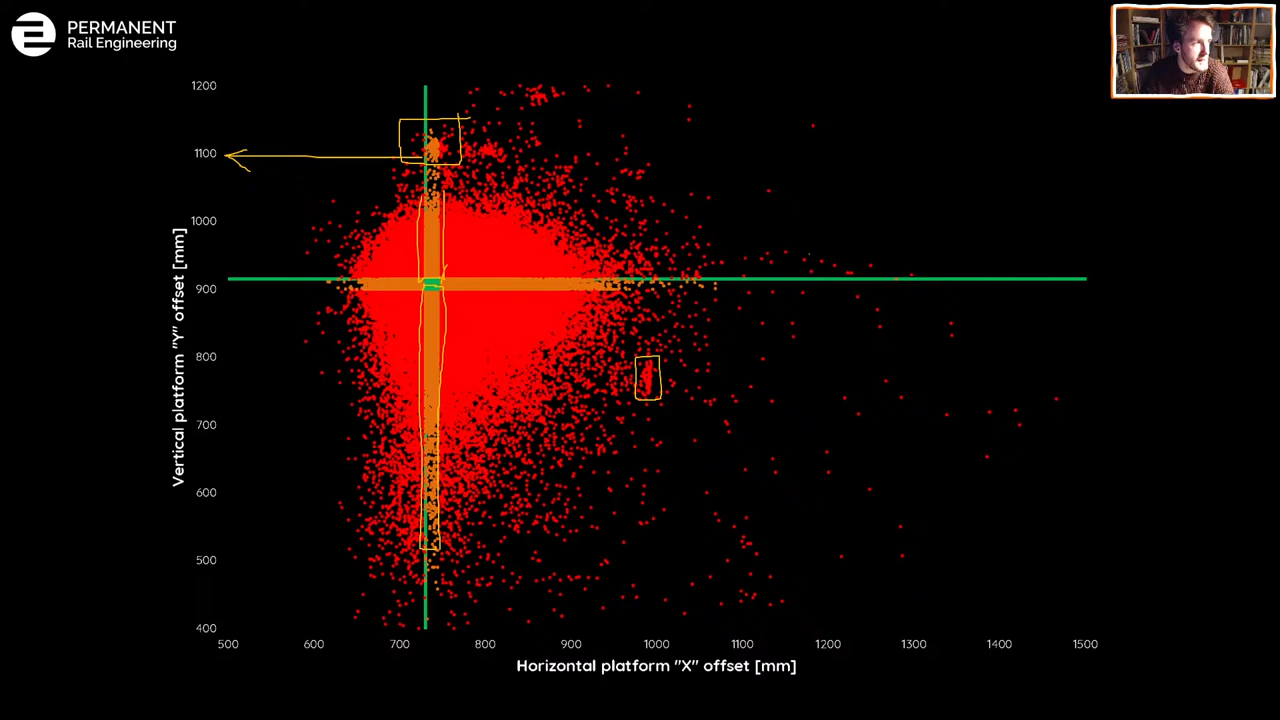 PERMANENT
Rail Engineering
1200
1100
1000
900
800
700
600
500
400
Vertical platform "Y" offset [mm]
500 600 700 800 900 1000 1100 1200 1300 1400 1500
Horizontal platform "X" offset [mm]